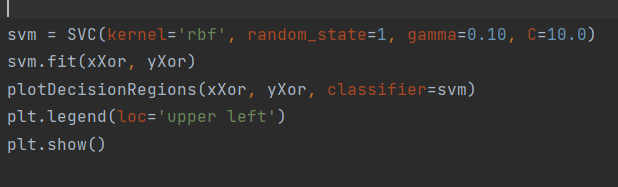 svm = SVC(kernel='rbf', random_state=1, gamma=0.10, C=10.0)
svm.fit(xXor, yXor)
plotDecisionRegions(xXor, yXor, classifier=svm)
plt.legend(loc='upper left')
plt.show()